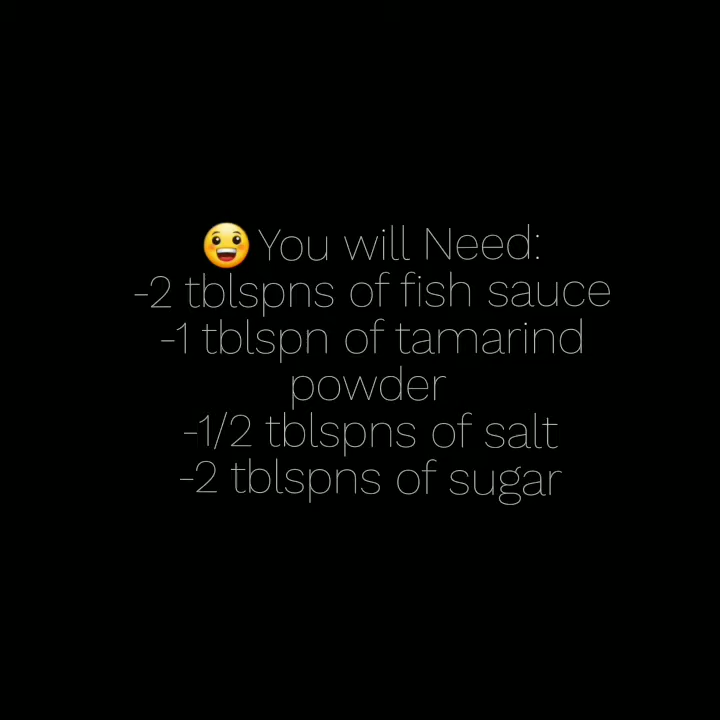 😀You will Need:
-2 tblspns of fish sauce
-1 tblspn of tamarind
powder
-1/2 tblspns of salt
-2 tblspns of sugar